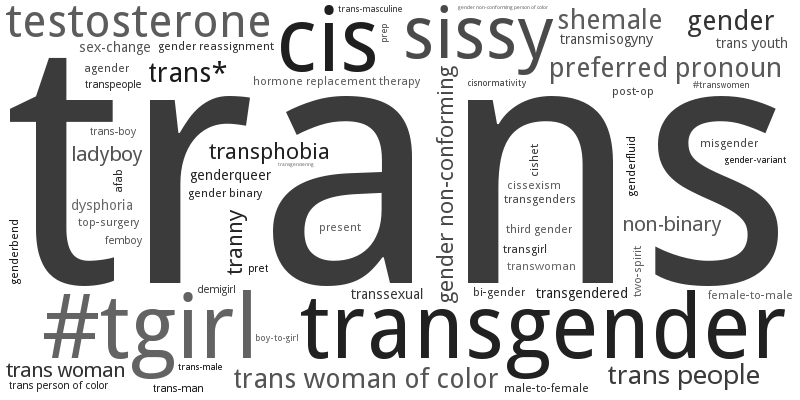 testosterone
trans-masculine
gender non-conforming person of color
prep
cis
sissy
shemale
gender
sex-change
gender reassignment
transmisogyny
trans youth
agender
trans*
preferred pronoun
transpeople
hormone replacement therapy
cisnormativity
#transwomen
post-op
trans
trans-boy
ladyboy
transphobia
transgendering
gender non-conforming
cishet
genderfluid
misgender
gender-variant
afab
genderqueer
gender binary
cissexism
transgenders
dysphoria
top-surgery
femboy
genderbend
tranny
pret
present
third gender
transgirl
transwoman
non-binary
two-spirit
demigirl
transsexual
bi-gender
transgendered
female-to-male
#tgirl
boy-to-girl
transgender
trans woman
trans-male
trans person of color
trans-man
trans woman of color
male-to-female
trans people